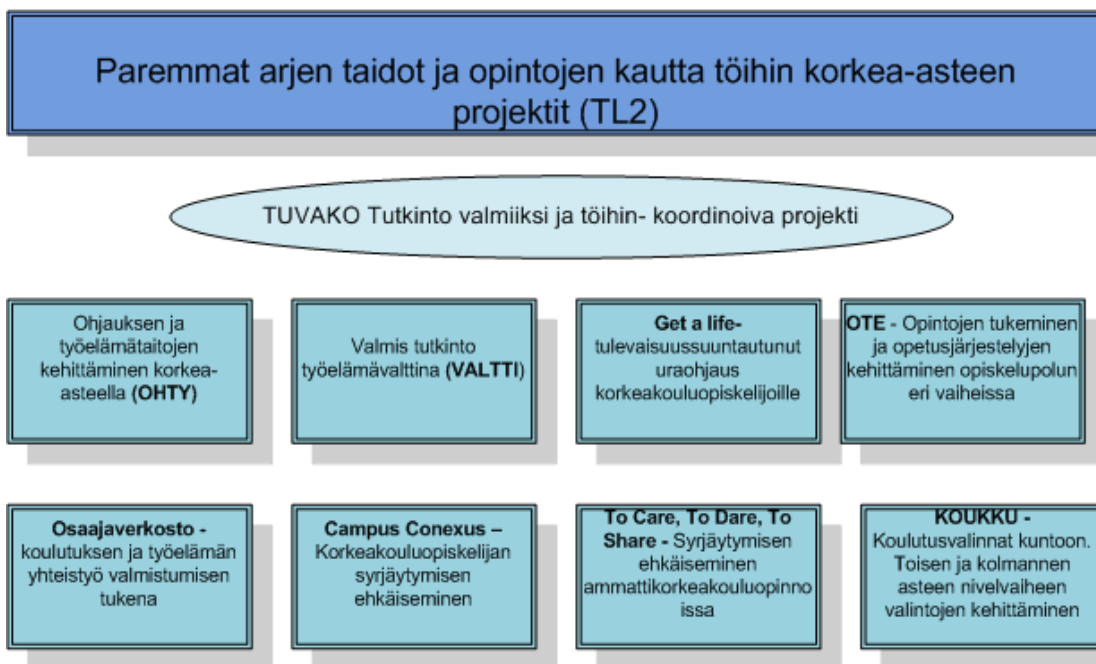 Paremmat arjen taidot ja opintojen kautta töihin korkea-asteen
projektit (TL2)
TUVAKO Tutkinto valmiiksi ja töihin- koordinoiva projekti
Ohjauksen ja
työelämätaitojen
kehittäminen korkea-
asteella (OHTY)
Valmis tutkinto
työelämävalttina (VALTTI)
Get a life-
tulevaisuussuuntautunut
uraohjaus
korkeakouluopiskelijoille
OTE - Opintojen tukeminen
ja opetusjärjestelyjen
kehittäminen opiskelupolun
eri vaiheissa
Osaajaverkosto -
koulutuksen ja työelämän
yhteistyö valmistumisen
tukena
Campus Conexus –
Korkeakouluopiskelijan
syrjäytymisen
ehkäiseminen
To Care, To Dare, To
Share - Syrjäytymisen
ehkäiseminen
ammattikorkeakouluopinno
issa
KOUKKU -
Koulutusvalinnat kuntoon.
Toisen ja kolmannen
asteen nivelvaiheen
valintojen kehittäminen